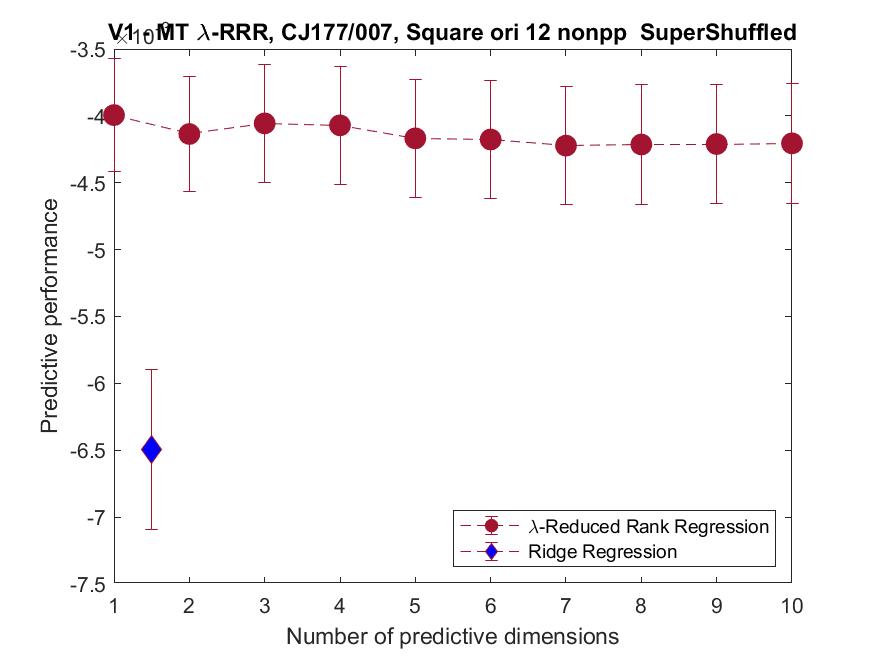 V1 - MT λ-RRR, CJ177/007, Square ori 12 nonpp SuperShuffled
-3.5
-4
-4.5
-5
-5.5
-6
-6.5
-7
-7.5
Predictive performance
λ-Reduced Rank Regression
Ridge Regression
1 2 3 4 5 6 7 8 9 10
Number of predictive dimensions